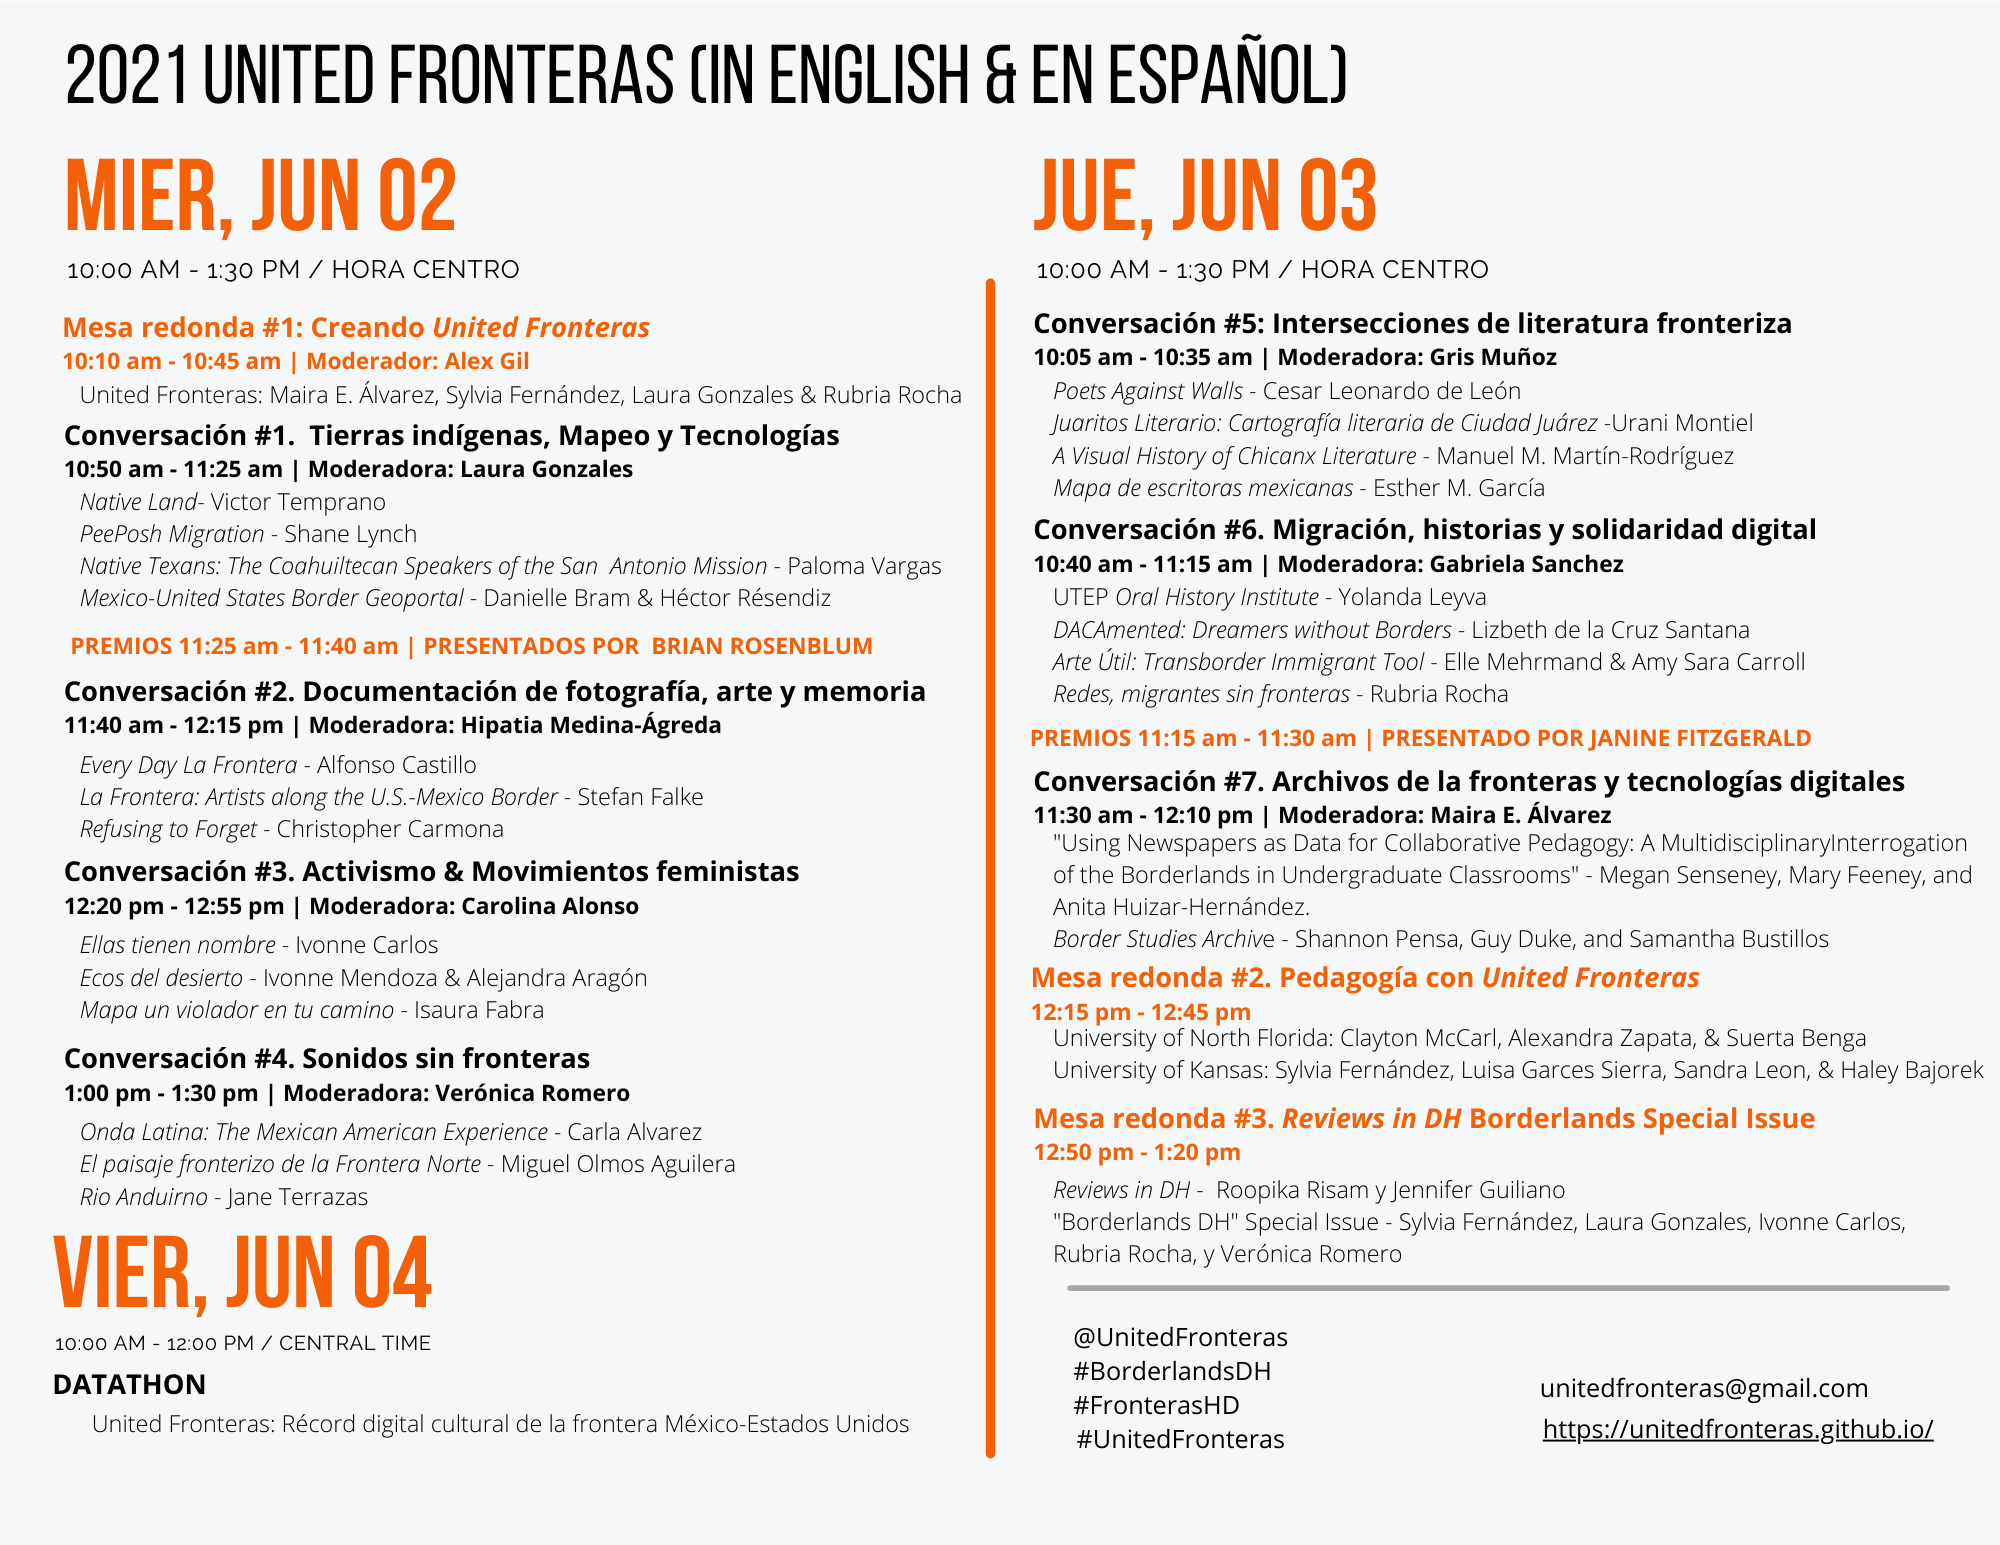 2021 UNITED FRONTERAS (IN ENGLISH & EN ESPAÑOL)
MIER, JUN 02
10:00 AM - 1:30 PM / HORA CENTRO
Mesa redonda #1: Creando United Fronteras
10:10 am - 10:45 am | Moderador: Alex Gil
United Fronteras: Maira E. Álvarez, Sylvia Fernández, Laura Gonzales & Rubria Rocha
Conversación #1.  Tierras indígenas, Mapeo y Tecnologías
10:50 am - 11:25 am | Moderadora: Laura Gonzales
Native Land- Victor Temprano
PeePosh Migration - Shane Lynch
Native Texans: The Coahuiltecan Speakers of the San  Antonio Mission - Paloma Vargas
Mexico-United States Border Geoportal - Danielle Bram & Héctor Résendiz
PREMIOS 11:25 am - 11:40 am | PRESENTADOS POR  BRIAN ROSENBLUM
Conversación #2. Documentación de fotografía, arte y memoria
11:40 am - 12:15 pm | Moderadora: Hipatia Medina-Ágreda
Every Day La Frontera - Alfonso Castillo
La Frontera: Artists along the U.S.-Mexico Border - Stefan Falke
Refusing to Forget - Christopher Carmona
Conversación #3. Activismo & Movimientos feministas
12:20 pm - 12:55 pm | Moderadora: Carolina Alonso
Ellas tienen nombre - Ivonne Carlos
Ecos del desierto - Ivonne Mendoza & Alejandra Aragón
Mapa un violador en tu camino - Isaura Fabra
Conversación #4. Sonidos sin fronteras
1:00 pm - 1:30 pm | Moderadora: Verónica Romero
Onda Latina: The Mexican American Experience - Carla Alvarez
El paisaje fronterizo de la Frontera Norte - Miguel Olmos Aguilera
Rio Anduirno - Jane Terrazas
VIER, JUN 04
10:00 AM - 12:00 PM / CENTRAL TIME
DATATHON
United Fronteras: Récord digital cultural de la frontera México-Estados Unidos
JUE, JUN 03
10:00 AM - 1:30 PM / HORA CENTRO
Conversación #5: Intersecciones de literatura fronteriza
10:05 am - 10:35 am | Moderadora: Gris Muñoz
Poets Against Walls - Cesar Leonardo de León
Juaritos Literario: Cartografía literaria de Ciudad Juárez -Urani Montiel
A Visual History of Chicanx Literature - Manuel M. Martín-Rodríguez
Mapa de escritoras mexicanas - Esther M. García
Conversación #6. Migración, historias y solidaridad digital
10:40 am - 11:15 am | Moderadora: Gabriela Sanchez
UTEP Oral History Institute - Yolanda Leyva
DACAmented: Dreamers without Borders - Lizbeth de la Cruz Santana
Arte Útil: Transborder Immigrant Tool - Elle Mehrmand & Amy Sara Carroll
Redes, migrantes sin fronteras - Rubria Rocha
PREMIOS 11:15 am - 11:30 am | PRESENTADO POR JANINE FITZGERALD
Conversación #7. Archivos de la fronteras y tecnologías digitales
11:30 am - 12:10 pm | Moderadora: Maira E. Álvarez
"Using Newspapers as Data for Collaborative Pedagogy: A MultidisciplinaryInterrogation
of the Borderlands in Undergraduate Classrooms" - Megan Senseney, Mary Feeney, and
Anita Huizar-Hernández.
Border Studies Archive - Shannon Pensa, Guy Duke, and Samantha Bustillos
Mesa redonda #2. Pedagogía con United Fronteras
12:15 pm - 12:45 pm
University of North Florida: Clayton McCarl, Alexandra Zapata, & Suerta Benga
University of Kansas: Sylvia Fernández, Luisa Garces Sierra, Sandra Leon, & Haley Bajorek
Mesa redonda #3. Reviews in DH Borderlands Special Issue
12:50 pm - 1:20 pm
Reviews in DH -  Roopika Risam y Jennifer Guiliano
"Borderlands DH" Special Issue - Sylvia Fernández, Laura Gonzales, Ivonne Carlos,
Rubria Rocha, y Verónica Romero
@UnitedFronteras
#BorderlandsDH
#FronterasHD
#UnitedFronteras
unitedfronteras@gmail.com
https://unitedfronteras.github.io/